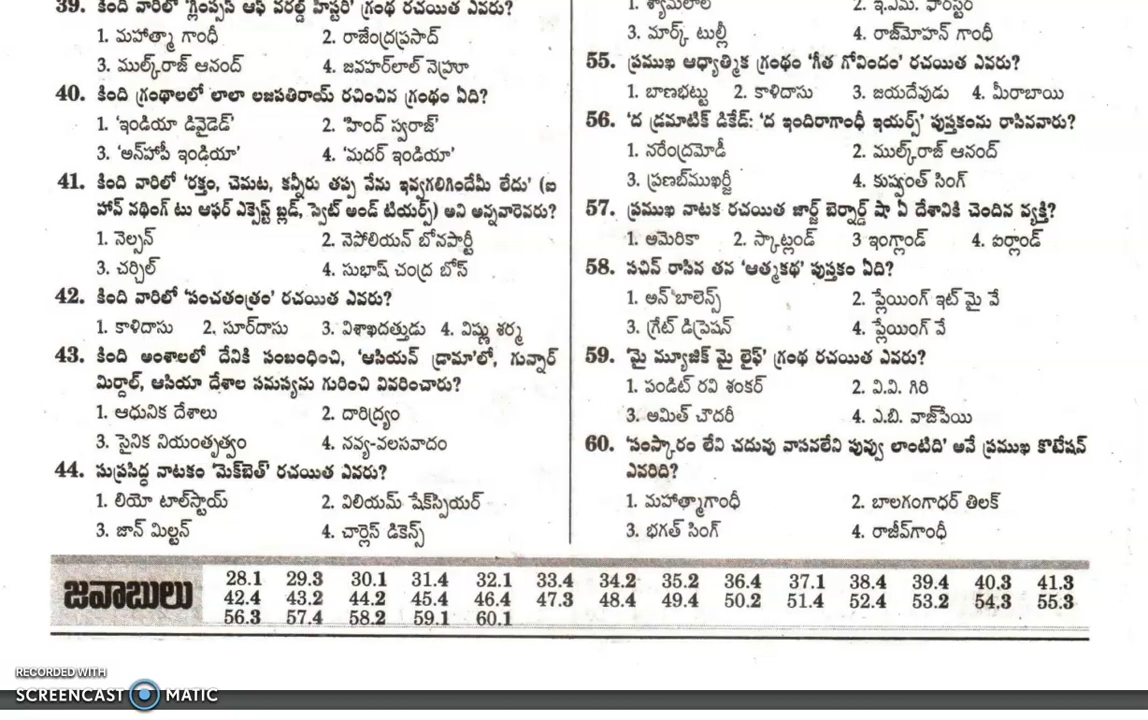 39. కింది వారిలో 'గ్లింప్సెస్ ఆఫ్ వరల్డ్ హిస్టరీ' గ్రంథ రచయిత ఎవరు?
1. మహాత్మా గాంధీ 2. రాజేంద్రప్రసాద్
3. ముల్క్‌రాజ్ ఆనంద్ 4. జవహర్‌లాల్ నెహ్రూ
40. కింది గ్రంథాలలో లాలా లజపతిరాయ్ రచించిన గ్రంథం ఏది?
1. 'ఇండియా డివైడెడ్' 2. 'హింద్ స్వరాజ్'
3. 'అన్‌హాపీ ఇండియా' 4. 'మదర్ ఇండియా'
41. కింది వారిలో 'రక్తం, చెమట, కన్నీరు తప్ప నేను ఇవ్వగలిగిందేమీ లేదు' (ఐ
హావ్ నథింగ్ టు ఆఫర్ ఎక్సెప్ట్ బ్లడ్, స్వెట్ అండ్ టియర్స్) అని అన్నవారెవరు?
1. నెల్సన్ 2. నెపోలియన్ బోనపార్టీ
3. చర్చిల్ 4. సుభాష్ చంద్ర బోస్
42. కింది వారిలో 'పంచతంత్రం' రచయిత ఎవరు?
1. కాళిదాసు 2. సూర్‌దాసు 3. విశాఖదత్తుడు 4. విష్ణు శర్మ
43. కింది అంశాలలో దేనికి సంబంధించి, 'ఆసియన్ డ్రామా'లో, గున్నార్
మిర్దాల్, ఆసియా దేశాల సమస్యను గురించి వివరించారు?
1. ఆధునిక దేశాలు 2. దారిద్ర్యం
3. సైనిక నియంతృత్వం 4. నవ్య-వలసవాదం
44. సుప్రసిద్ధ నాటకం 'మెక్‌బెత్' రచయిత ఎవరు?
1. లియో టాల్‌స్టాయ్ 2. విలియమ్ షేక్‌స్పియర్
3. జాన్ మిల్టన్ 4. చార్లెస్ డికెన్స్
1. శ్యామలాల్ 2. ఇ.ఎమ్. ఫారెస్టర్
3. మార్క్ టుల్లీ 4. రాజ్‌మోహన్ గాంధీ
55. ప్రముఖ ఆధ్యాత్మిక గ్రంథం 'గీత గోవిందం' రచయిత ఎవరు?
1. బాణభట్టు 2. కాళిదాసు 3. జయదేవుడు 4. మీరాబాయి
56. 'ద డ్రమాటిక్ డికేడ్: 'ద ఇందిరాగాంధీ ఇయర్స్' పుస్తకంను రాసినవారు?
1. నరేంద్రమోడీ 2. ముల్క్‌రాజ్ ఆనంద్
3. ప్రణబ్‌ముఖర్జీ 4. కుష్వంత్ సింగ్
57. ప్రముఖ నాటక రచయిత జార్జ్ బెర్నార్డ్ షా ఏ దేశానికి చెందిన వ్యక్తి?
1. అమెరికా 2. స్కాట్లండ్ 3 ఇంగ్లాండ్ 4. ఐర్లాండ్
58. సచిన్ రాసిన తన 'ఆత్మకథ' పుస్తకం ఏది?
1. అన్ 'బాలెన్స్ 2. ప్లేయింగ్ ఇట్ మై వే
3. గ్రేట్ డిప్రెషన్ 4. ప్లేయింగ్ వే
59. 'మై మ్యూజిక్ మై లైఫ్' గ్రంథ రచయిత ఎవరు?
1. పండిట్ రవి శంకర్ 2. వి.వి. గిరి
3. అమిత్ చౌదరీ 4. ఎ.బి. వాజ్‌పేయి
60. 'సంస్కారం లేని చదువు వాసనలేని పువ్వు లాంటిది' అనే ప్రముఖ కొటేషన్
ఎవరిది?
1. మహాత్మాగాంధీ 2. బాలగంగాధర్ తిలక్
3. భగత్ సింగ్ 4. రాజీవ్‌గాంధీ
జవాబులు
28.1 29.3 30.1 31.4 32.1 33.4 34.2 35.2 36.4 37.1 38.4 39.4 40.3 41.3
42.4 43.2 44.2 45.4 46.4 47.3 48.4 49.4 50.2 51.4 52.4 53.2 54.3 55.3
56.3 57.4 58.2 59.1 60.1
RECORDED WITH
SCREENCAST MATIC